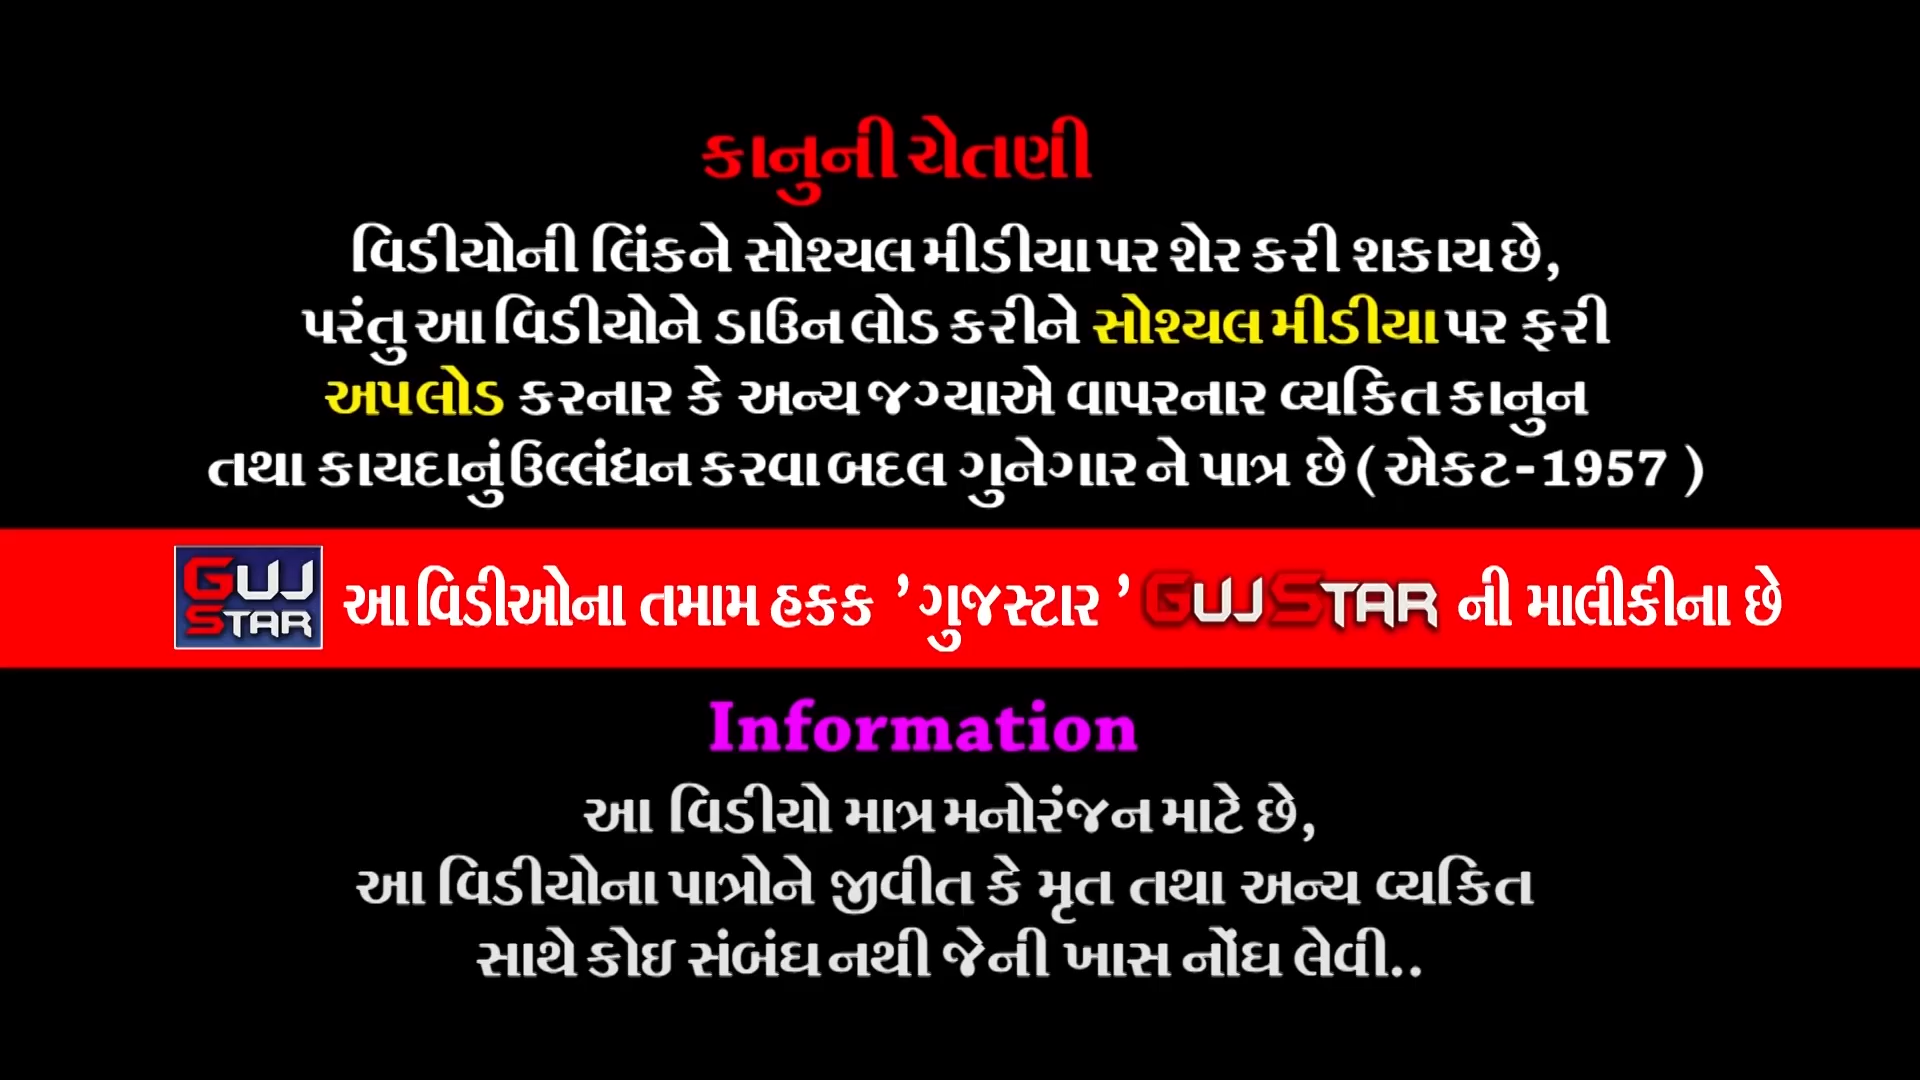 કાનુની ચેતણી
વિડીયોની લિંકને સોશ્યલ મીડીયા પર શેર કરી શકાય છે,
પરંતુ આ વિડીયોને ડાઉનલોડ કરીને સોશ્યલ મીડીયા પર ફરી
અપલોડ કરનાર કે અન્ય જગ્યાએ વાપરનાર વ્યકિત કાનુન
તથા કાયદાનું ઉલ્લંઘન કરવા બદલ ગુનેગાર ને પાત્ર છે ( એકટ-1957 )
GUJ STAR આ વિડીઓના તમામ હકક ’ ગુજસ્ટાર ’ GUJSTAR ની માલીકીના છે
Information
આ વિડીયો માત્ર મનોરંજન માટે છે,
આ વિડીયોના પાત્રોને જીવીત કે મૃત તથા અન્ય વ્યકિત
સાથે કોઇ સંબંઘ નથી જેની ખાસ નોંઘ લેવી..